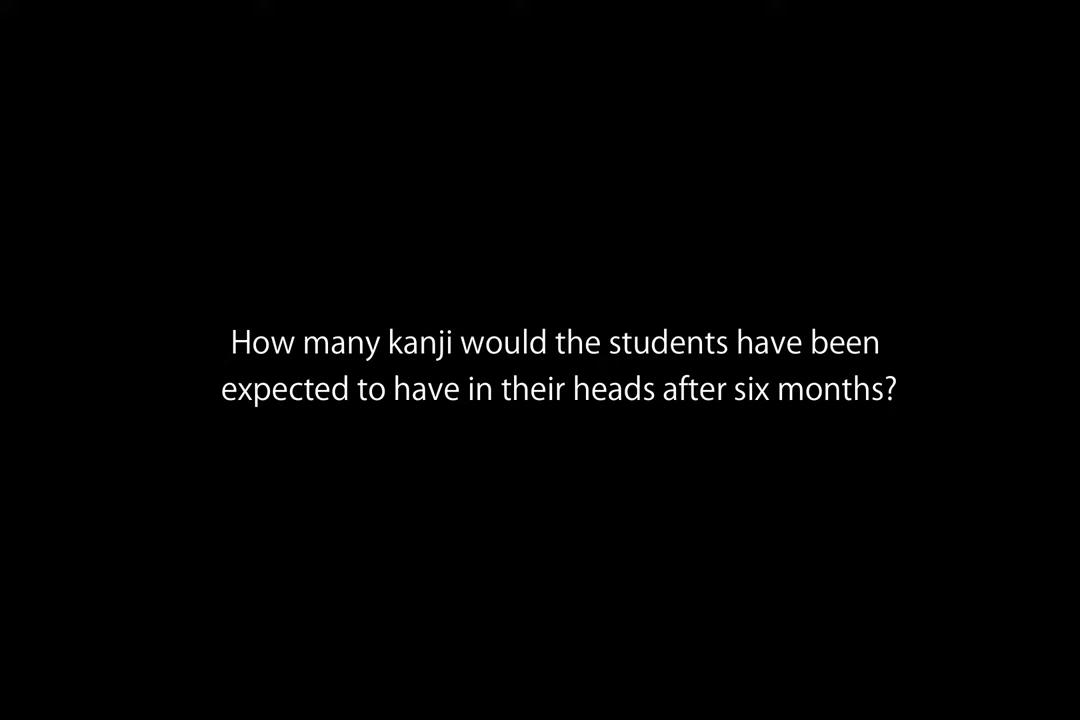 How many kanji would the students have been
expected to have in their heads after six months?